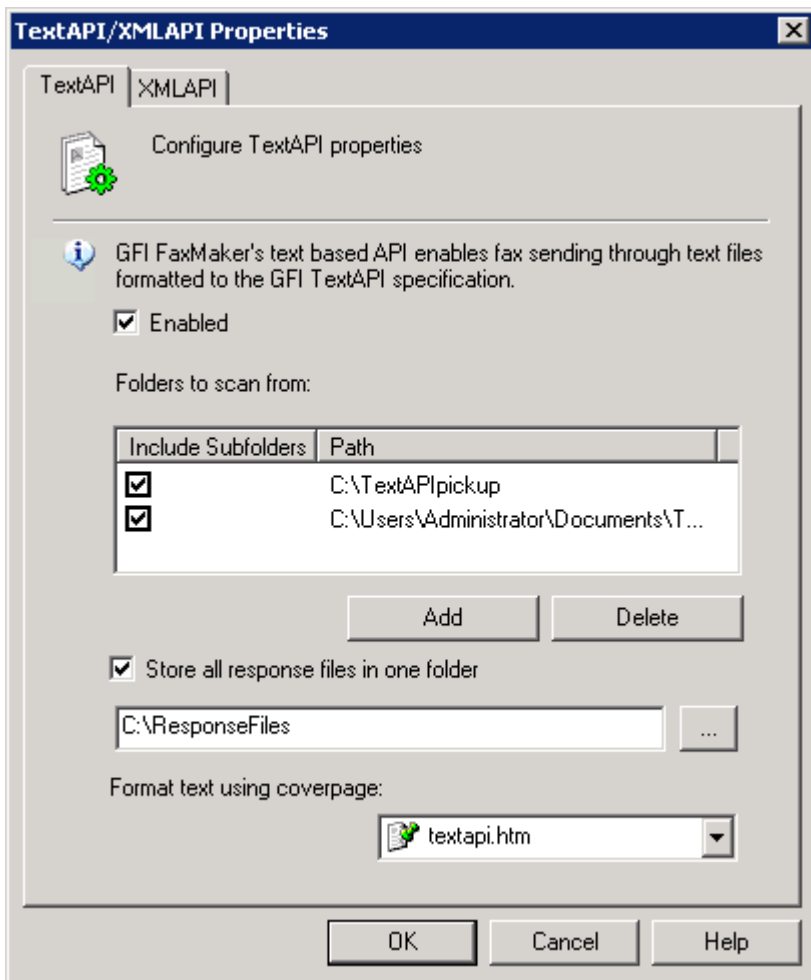 TextAPI/XMLAPI Properties
TextAPI XMLAPI
Configure TextAPI properties
GFI FaxMaker's text based API enables fax sending through text files
formatted to the GFI TextAPI specification.
Enabled
Folders to scan from:
Include Subfolders Path
C:\TextAPIpickup
C:\Users\Administrator\Documents\T...
Add Delete
Store all response files in one folder
C:\ResponseFiles ...
Format text using coverpage:
textapi.htm
OK Cancel Help